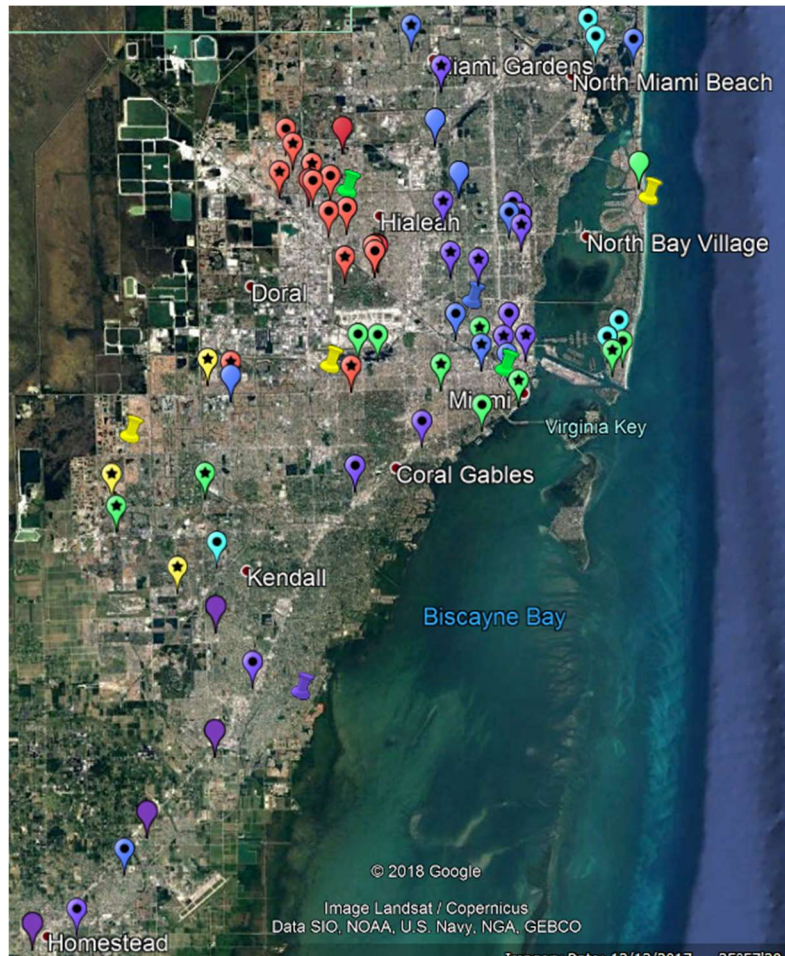 Miami Gardens
North Miami Beach
Hialeah
North Bay Village
Doral
Miami
Virginia Key
Coral Gables
Kendall
Biscayne Bay
© 2018 Google
Image Landsat / Copernicus
Data SIO, NOAA, U.S. Navy, NGA, GEBCO
Homestead